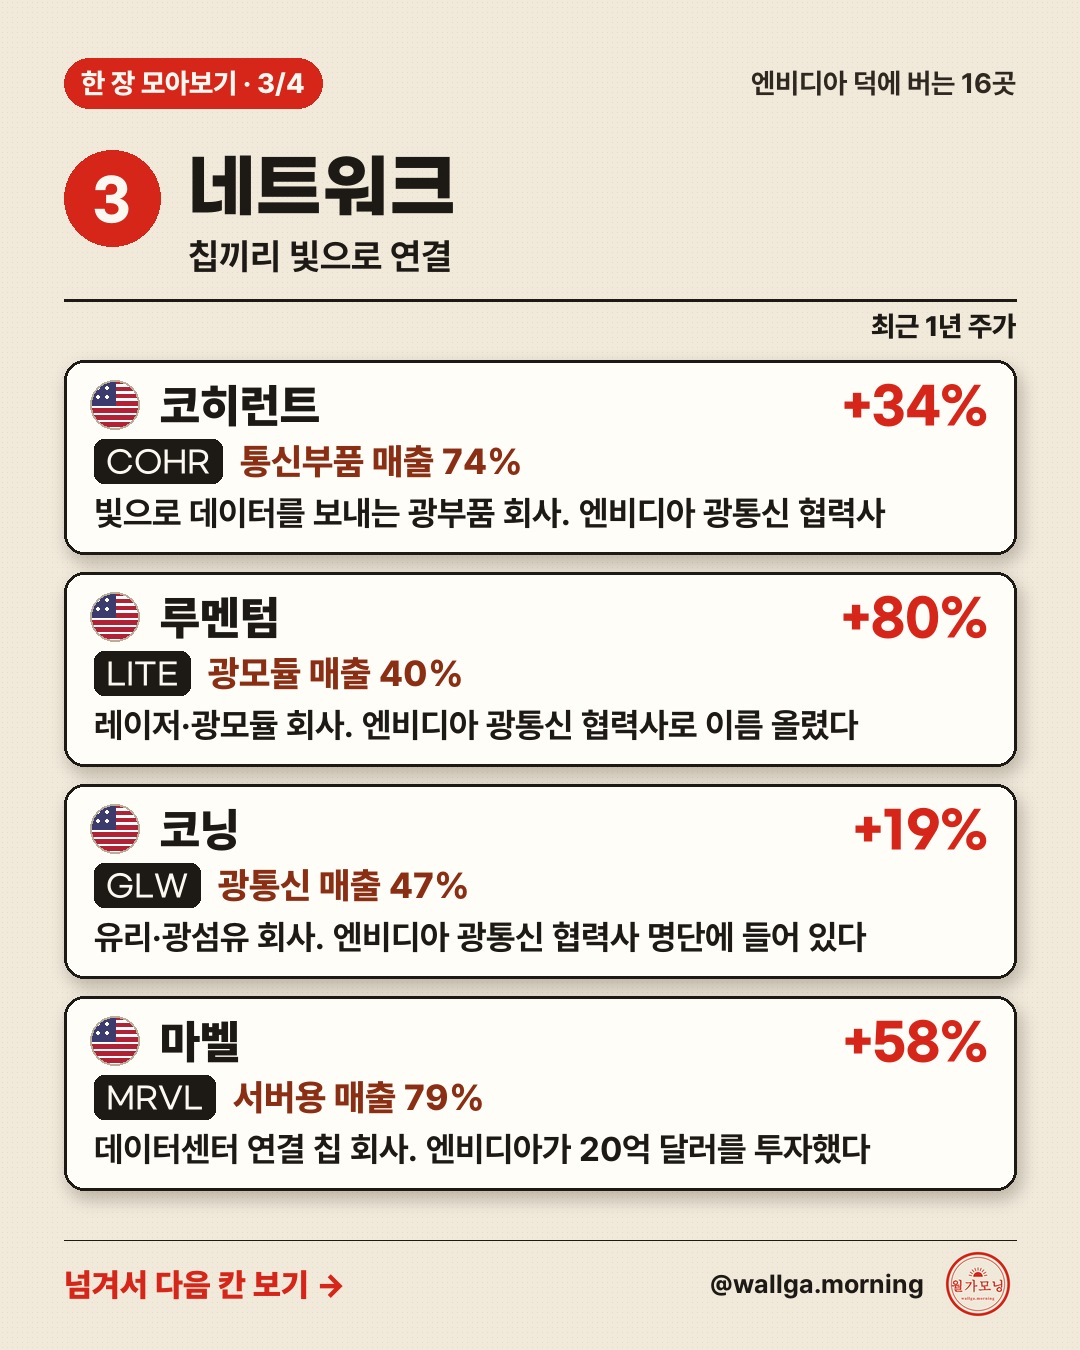 한 장 모아보기 · 3/4
엔비디아 덕에 버는 16곳
3
네트워크
칩끼리 빛으로 연결
최근 1년 주가
코히런트
+34%
COHR 통신부품 매출 74%
빛으로 데이터를 보내는 광부품 회사. 엔비디아 광통신 협력사
루멘텀
+80%
LITE 광모듈 매출 40%
레이저·광모듈 회사. 엔비디아 광통신 협력사로 이름 올렸다
코닝
+19%
GLW 광통신 매출 47%
유리·광섬유 회사. 엔비디아 광통신 협력사 명단에 들어 있다
마벨
+58%
MRVL 서버용 매출 79%
데이터센터 연결 칩 회사. 엔비디아가 20억 달러를 투자했다
넘겨서 다음 칸 보기 →
@wallga.morning
월가모닝
wallga.morning